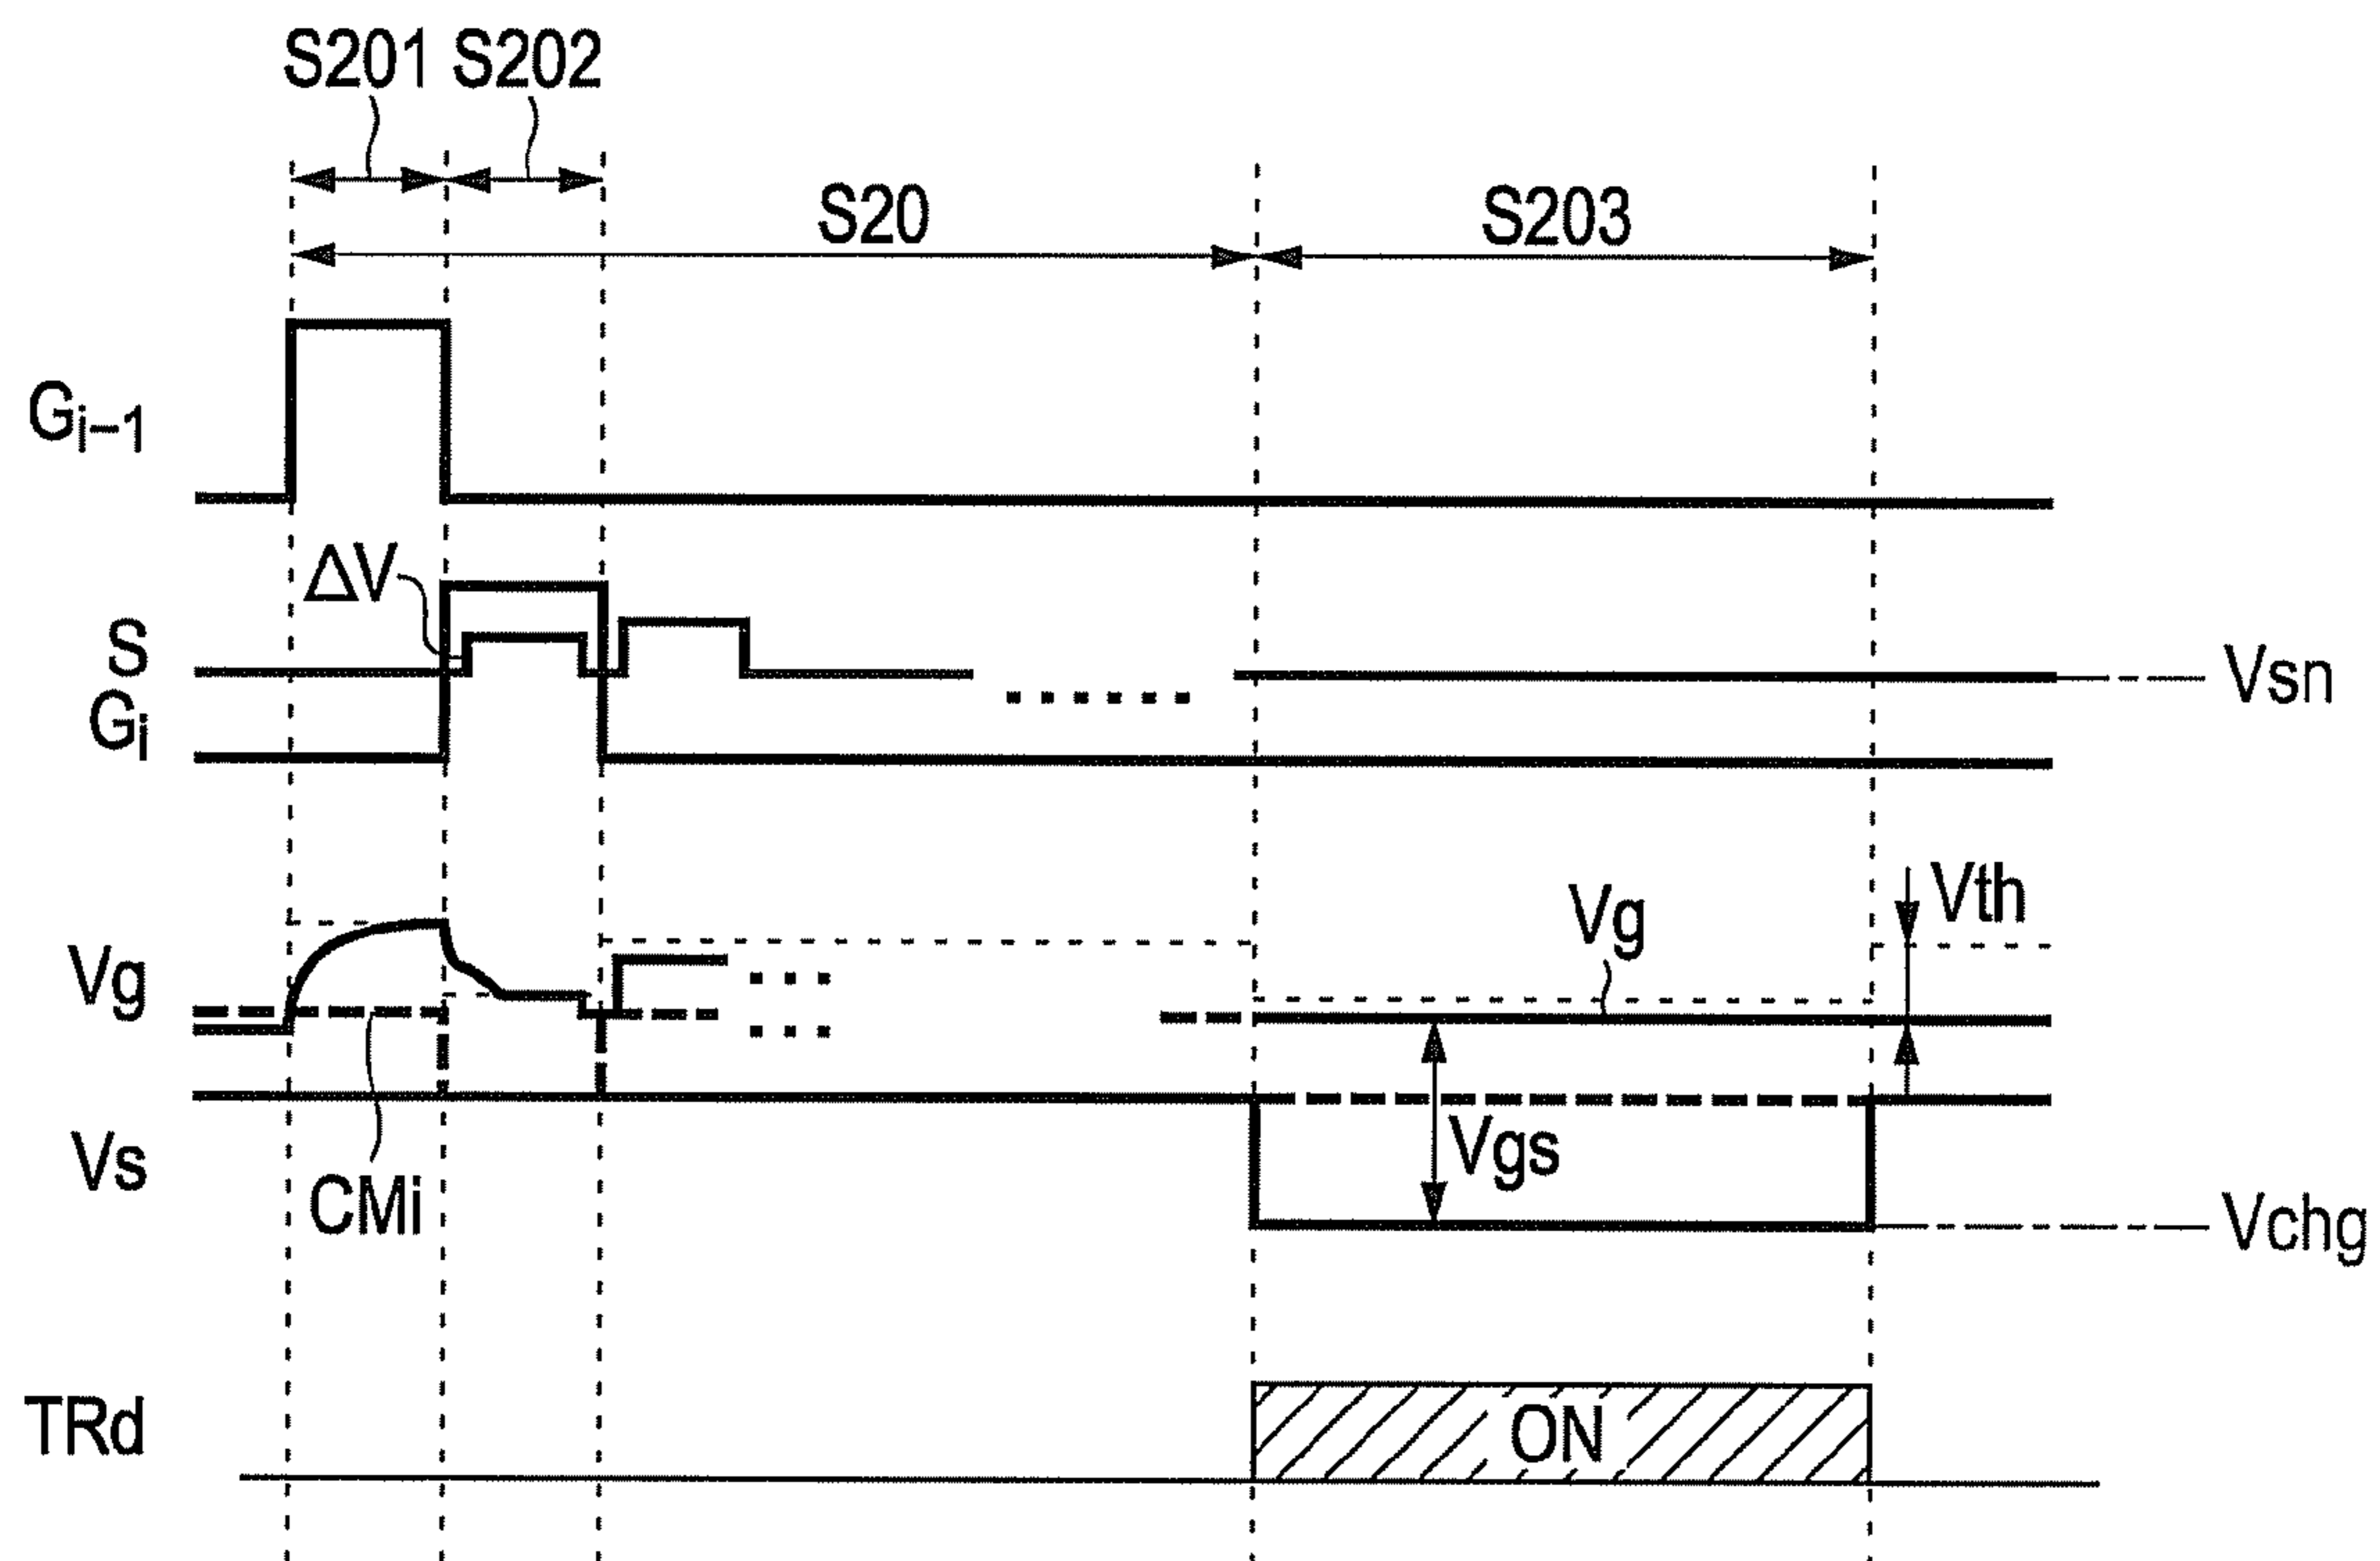 S201 S202
S20
S203
Gi−1
ΔV
S
Vsn
Gi
Vth
Vg
Vg
Vgs
Vs
CMi
Vchg
TRd
ON